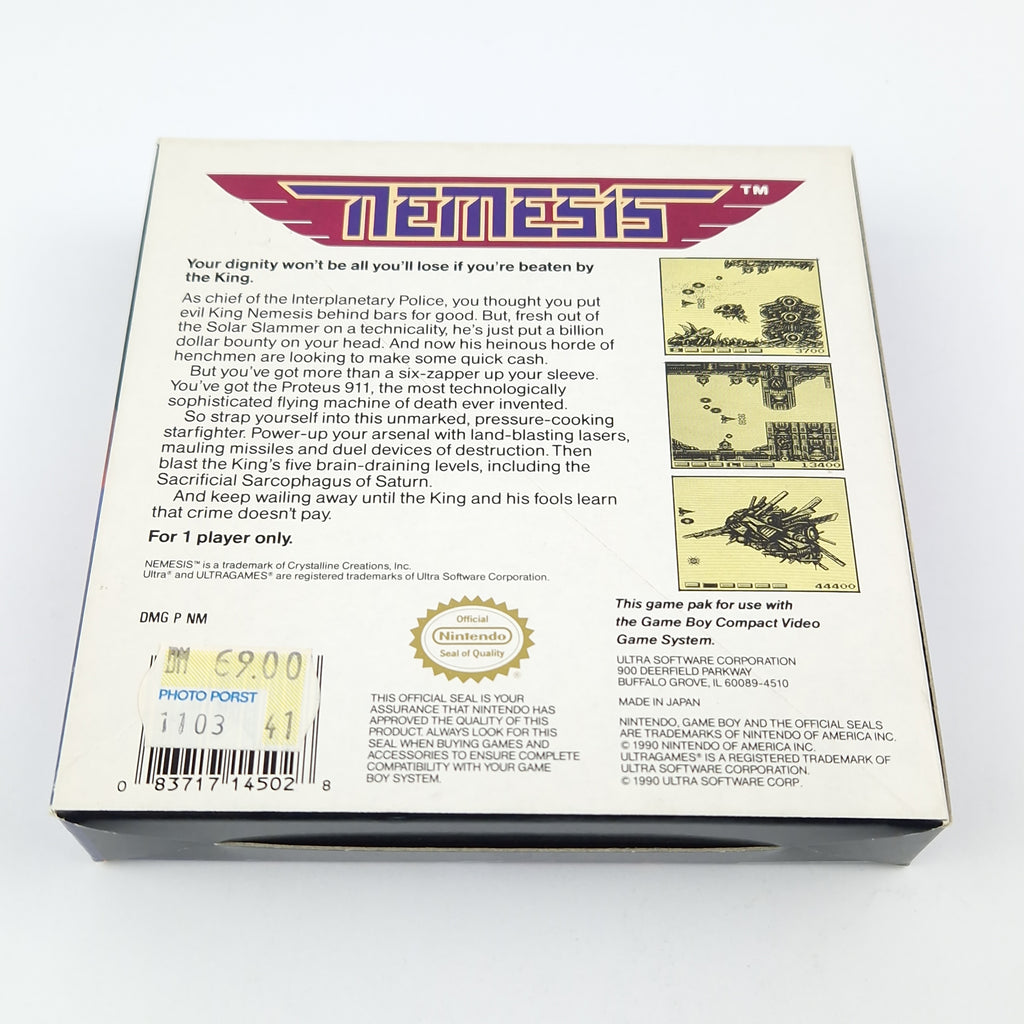 NEMESIS TM
Your dignity won't be all you'll lose if you're beaten by
the King.
As chief of the Interplanetary Police, you thought you put
evil King Nemesis behind bars for good. But, fresh out of
the Solar Slammer on a technicality, he's just put a billion
dollar bounty on your head. And now his heinous horde of
henchmen are looking to make some quick cash.
But you've got more than a six-zapper up your sleeve.
You've got the Proteus 911, the most technologically
sophisticated flying machine of death ever invented.
So strap yourself into this unmarked, pressure-cooking
starfighter. Power-up your arsenal with land-blasting lasers,
mauling missiles and duel devices of destruction. Then
blast the King's five brain-draining levels, including the
Sacrificial Sarcophagus of Saturn.
And keep wailing away until the King and his fools learn
that crime doesn't pay.
For 1 player only.
NEMESIS™ is a trademark of Crystalline Creations, Inc.
Ultra® and ULTRAGAMES® are registered trademarks of Ultra Software Corporation.
3700
13400
44400
DMG P NM
DM 69.00
PHOTO PORST
1103 41
0 83717 14502 8
Official
Nintendo
Seal of Quality
®
THIS OFFICIAL SEAL IS YOUR
ASSURANCE THAT NINTENDO HAS
APPROVED THE QUALITY OF THIS
PRODUCT. ALWAYS LOOK FOR THIS
SEAL WHEN BUYING GAMES AND
ACCESSORIES TO ENSURE COMPLETE
COMPATIBILITY WITH YOUR GAME
BOY SYSTEM.
This game pak for use with
the Game Boy Compact Video
Game System.
ULTRA SOFTWARE CORPORATION
900 DEERFIELD PARKWAY
BUFFALO GROVE, IL 60089-4510
MADE IN JAPAN
NINTENDO, GAME BOY AND THE OFFICIAL SEALS
ARE TRADEMARKS OF NINTENDO OF AMERICA INC.
© 1990 NINTENDO OF AMERICA INC.
ULTRAGAMES® IS A REGISTERED TRADEMARK OF
ULTRA SOFTWARE CORPORATION.
© 1990 ULTRA SOFTWARE CORP.